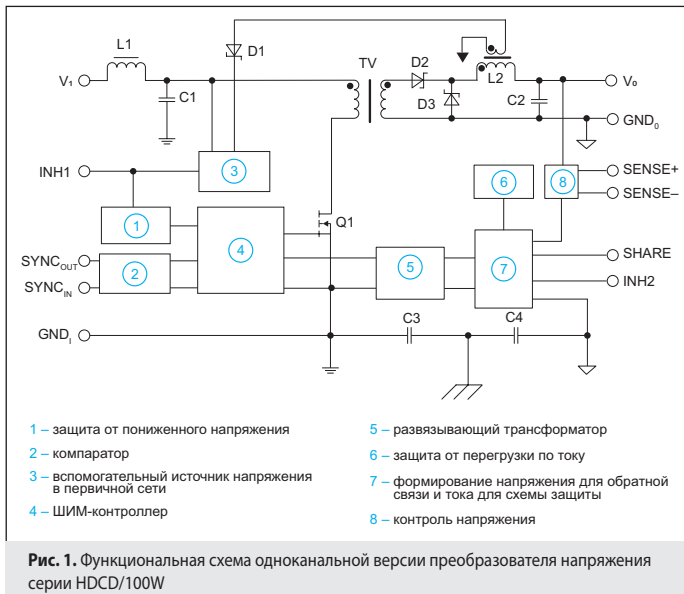 L1
D1
TV
D2
L2
V₁
C1
D3
C2
V₀
GND₀
INH1
3
6
8
SENSE+
SENSE–
1
4
Q1
SYNC_OUT
2
5
7
SHARE
SYNC_IN
INH2
GND_I
C3
C4
1 – защита от пониженного напряжения
2 – компаратор
3 – вспомогательный источник напряжения
в первичной сети
4 – ШИМ-контроллер
5 – развязывающий трансформатор
6 – защита от перегрузки по току
7 – формирование напряжения для обратной
связи и тока для схемы защиты
8 – контроль напряжения
Рис. 1. Функциональная схема одноканальной версии преобразователя напряжения
серии HDCD/100W